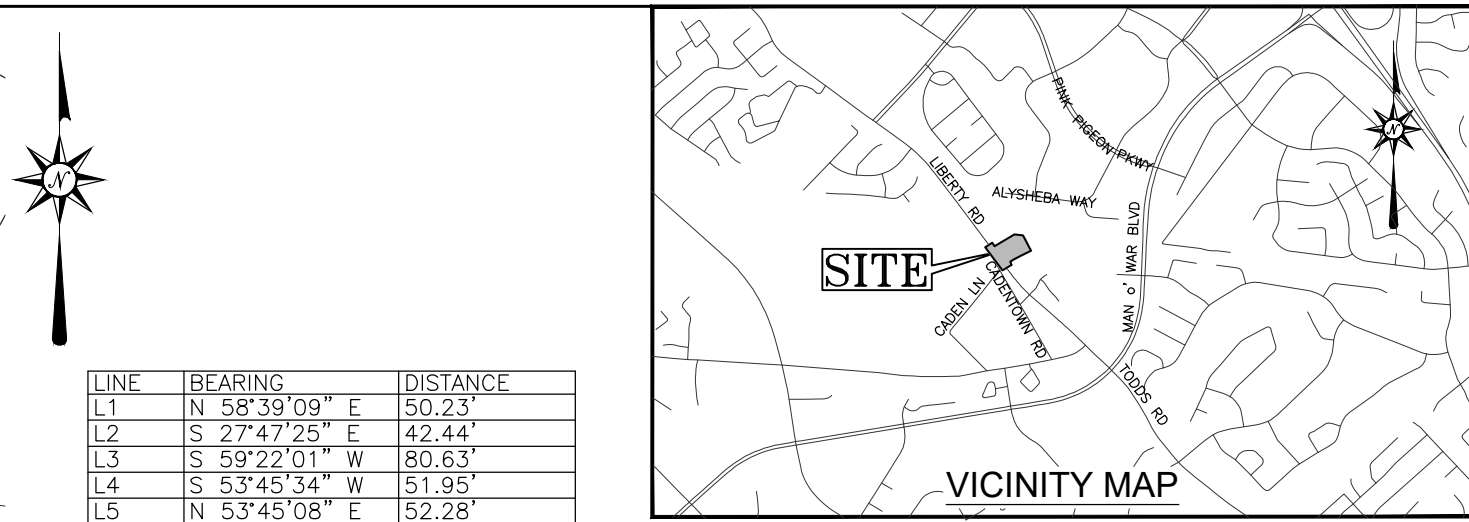 N
LINE BEARING DISTANCE
L1 N 58°39'09" E 50.23'
L2 S 27°47'25" E 42.44'
L3 S 59°22'01" W 80.63'
L4 S 53°45'34" W 51.95'
L5 N 53°45'08" E 52.28'
PINK PIGEON PKWY
N
LIBERTY RD
ALYSHEBA WAY
MAN o' WAR BLVD
SITE
CADEN LN
CADENTOWN RD
TODDS RD
VICINITY MAP